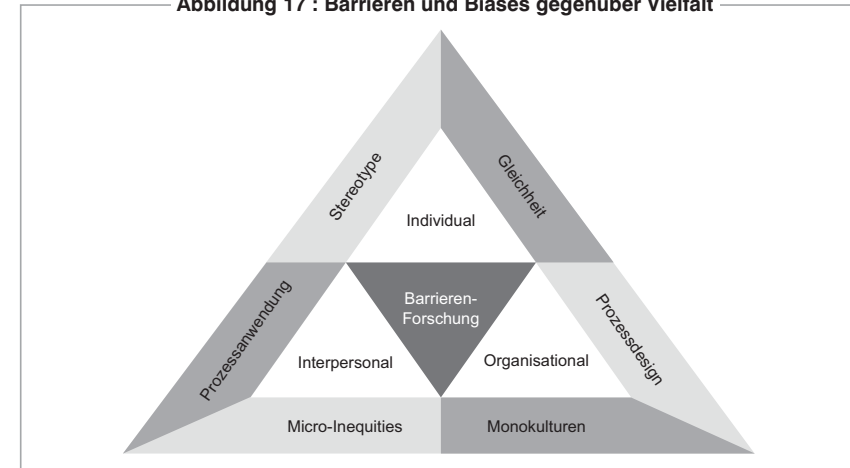 Abbildung 17 : Barrieren und Biases gegenüber Vielfalt
Stereotype
Gleichheit
Individual
Barrieren-
Forschung
Prozessanwendung
Prozessdesign
Interpersonal
Organisational
Micro-Inequities
Monokulturen